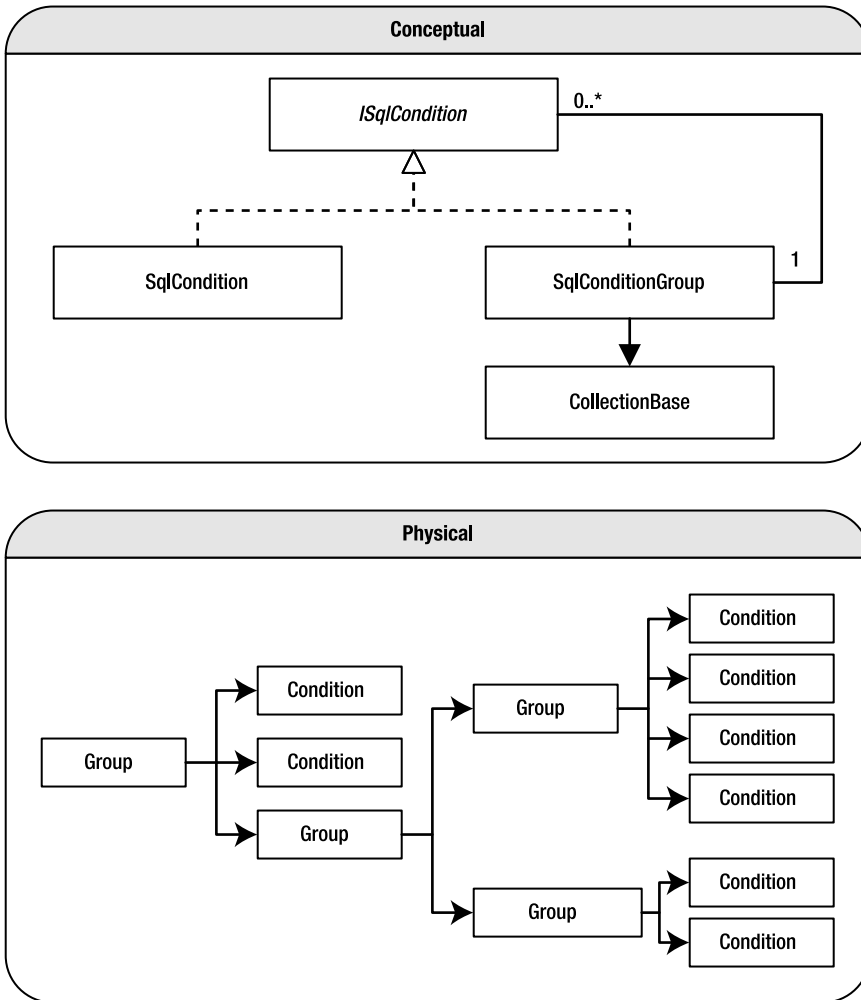 Conceptual
ISqlCondition
0..*
SqlCondition
SqlConditionGroup
1
CollectionBase
Physical
Group
Condition
Condition
Group
Group
Condition
Condition
Condition
Condition
Group
Condition
Condition